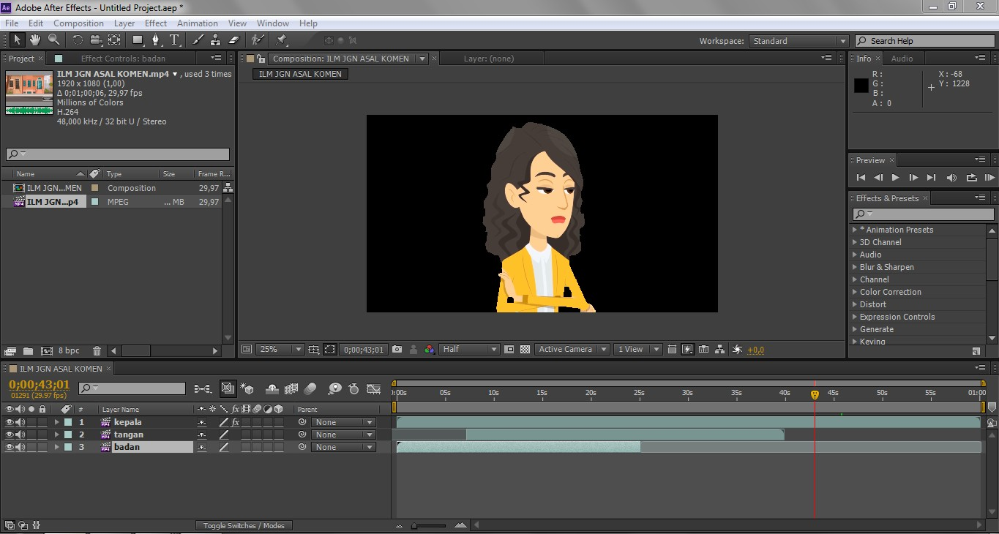 Adobe After Effects - Untitled Project.aep *
File Edit Composition Layer Effect Animation View Window Help
Workspace: Standard Search Help
Project × Effect Controls: badan
ILM JGN ASAL KOMEN.mp4 ▼ , used 3 times
1920 x 1080 (1,00)
Δ 0;01;00;06, 29,97 fps
Millions of Colors
H.264
48,000 kHz / 32 bit U / Stereo
Name Type Size Frame R...
ILM JGN...MEN Composition 29,97
ILM JGN...p4 MPEG ... MB 29,97
8 bpc
Composition: ILM JGN ASAL KOMEN × Layer: (none)
ILM JGN ASAL KOMEN
25% 0;00;43;01 Half Active Camera 1 View +0,0
Info × Audio
R : X : -68
G : Y : 1228
B :
A : 0
Preview ×
Effects & Presets ×
* Animation Presets
3D Channel
Audio
Blur & Sharpen
Channel
Color Correction
Distort
Expression Controls
Generate
Keying
ILM JGN ASAL KOMEN ×
0;00;43;01
01291 (29.97 fps)
0:00s 05s 10s 15s 20s 25s 30s 35s 40s 45s 50s 55s 01:00
# Layer Name fx Parent
1 kepala fx None
2 tangan None
3 badan None
Toggle Switches / Modes